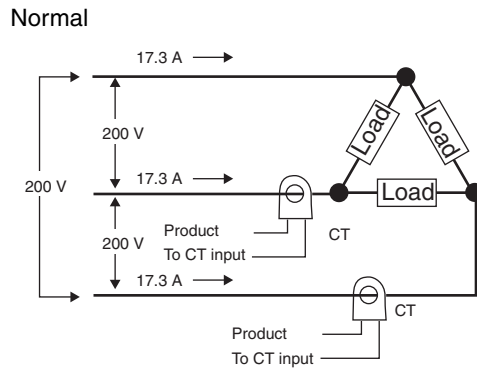 Normal
17.3 A
200 V
Load
Load
17.3 A
200 V
Load
Product
To CT input
CT
200 V
17.3 A
CT
Product
To CT input